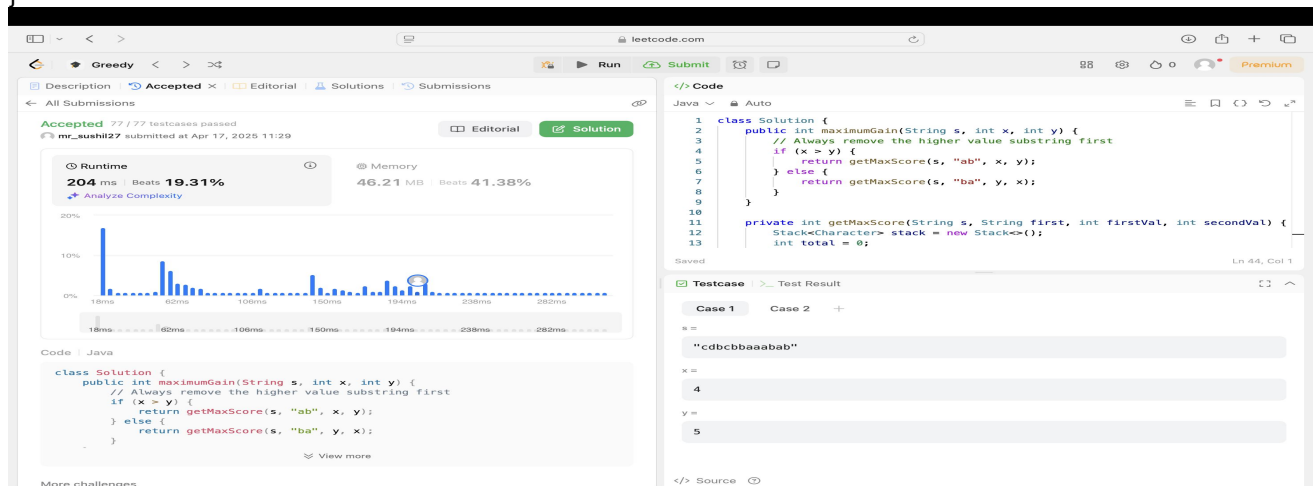 leetcode.com
Greedy
Run
Submit
0
Premium
Description
Accepted ×
Editorial
Solutions
Submissions
← All Submissions
Accepted 77 / 77 testcases passed
mr_sushil27 submitted at Apr 17, 2025 11:29
Editorial
Solution
Runtime
204 ms | Beats 19.31%
Analyze Complexity
Memory
46.21 MB | Beats 41.38%
20%
10%
0%
18ms 62ms 106ms 150ms 194ms 238ms 282ms
18ms 62ms 106ms 150ms 194ms 238ms 282ms
Code | Java
class Solution {
public int maximumGain(String s, int x, int y) {
// Always remove the higher value substring first
if (x > y) {
return getMaxScore(s, "ab", x, y);
} else {
return getMaxScore(s, "ba", y, x);
}
View more
More challenges
</> Code
Java
Auto
1 class Solution {
2 public int maximumGain(String s, int x, int y) {
3 // Always remove the higher value substring first
4 if (x > y) {
5 return getMaxScore(s, "ab", x, y);
6 } else {
7 return getMaxScore(s, "ba", y, x);
8 }
9 }
10
11 private int getMaxScore(String s, String first, int firstVal, int secondVal) {
12 Stack<Character> stack = new Stack<>();
13 int total = 0;
Saved
Ln 44, Col 1
Testcase
>_ Test Result
Case 1 Case 2 +
s =
"cdbcbbaaabab"
x =
4
y =
5
</> Source